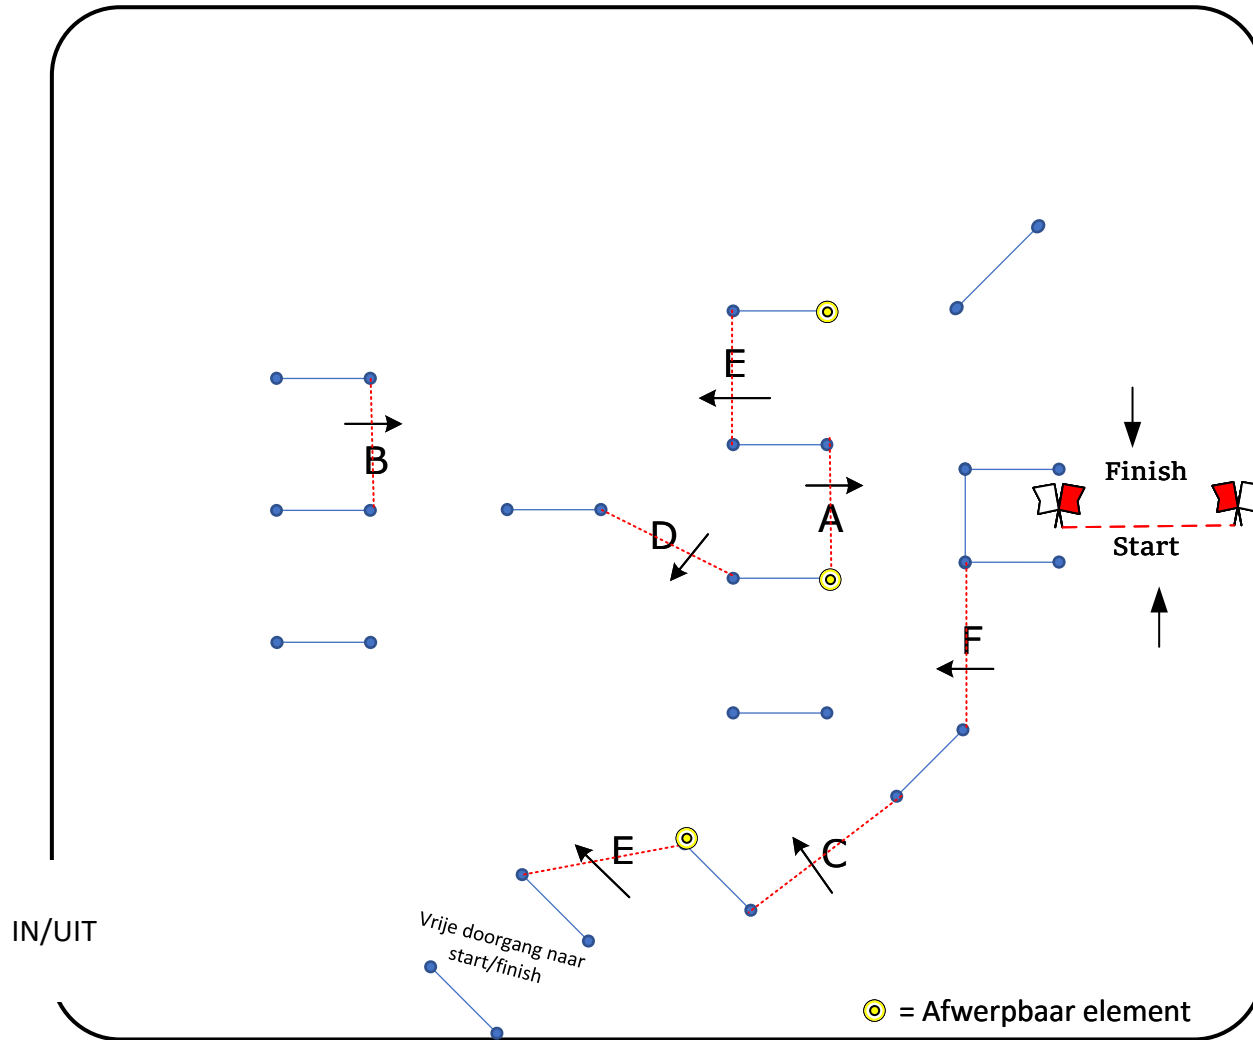 E
B
A
D
Finish
Start
F
C
E
Vrije doorgang naar
start/finish
IN/UIT
= Afwerpbaar element